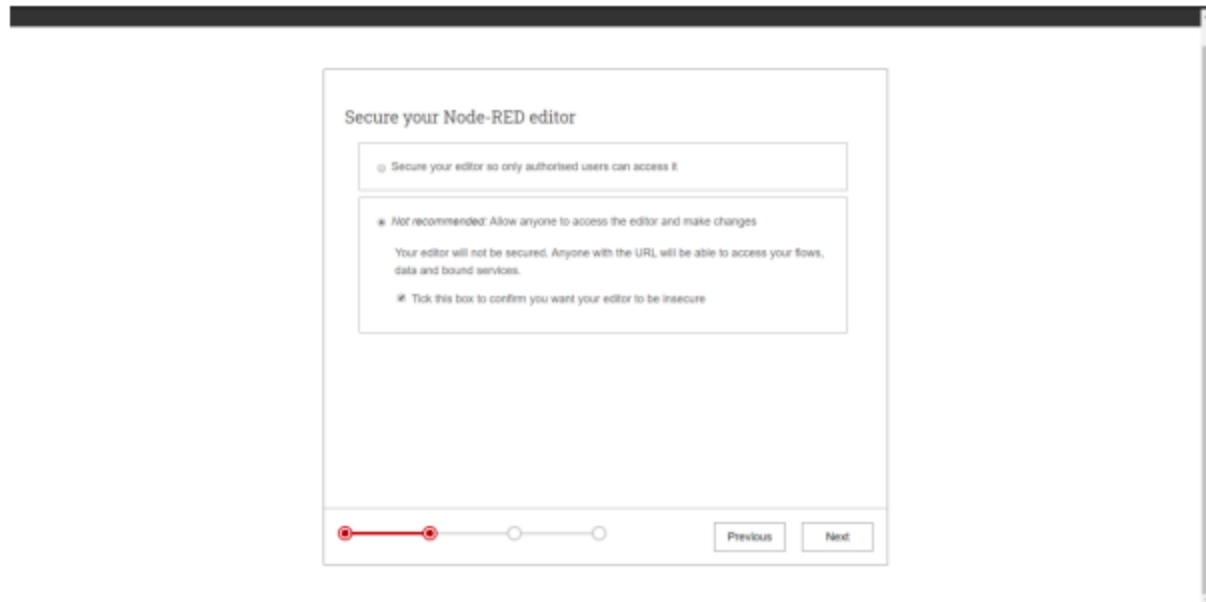 Secure your Node-RED editor
Secure your editor so only authorised users can access it
Not recommended: Allow anyone to access the editor and make changes
Your editor will not be secured. Anyone with the URL will be able to access your flows,
data and bound services.
Tick this box to confirm you want your editor to be insecure
Previous
Next